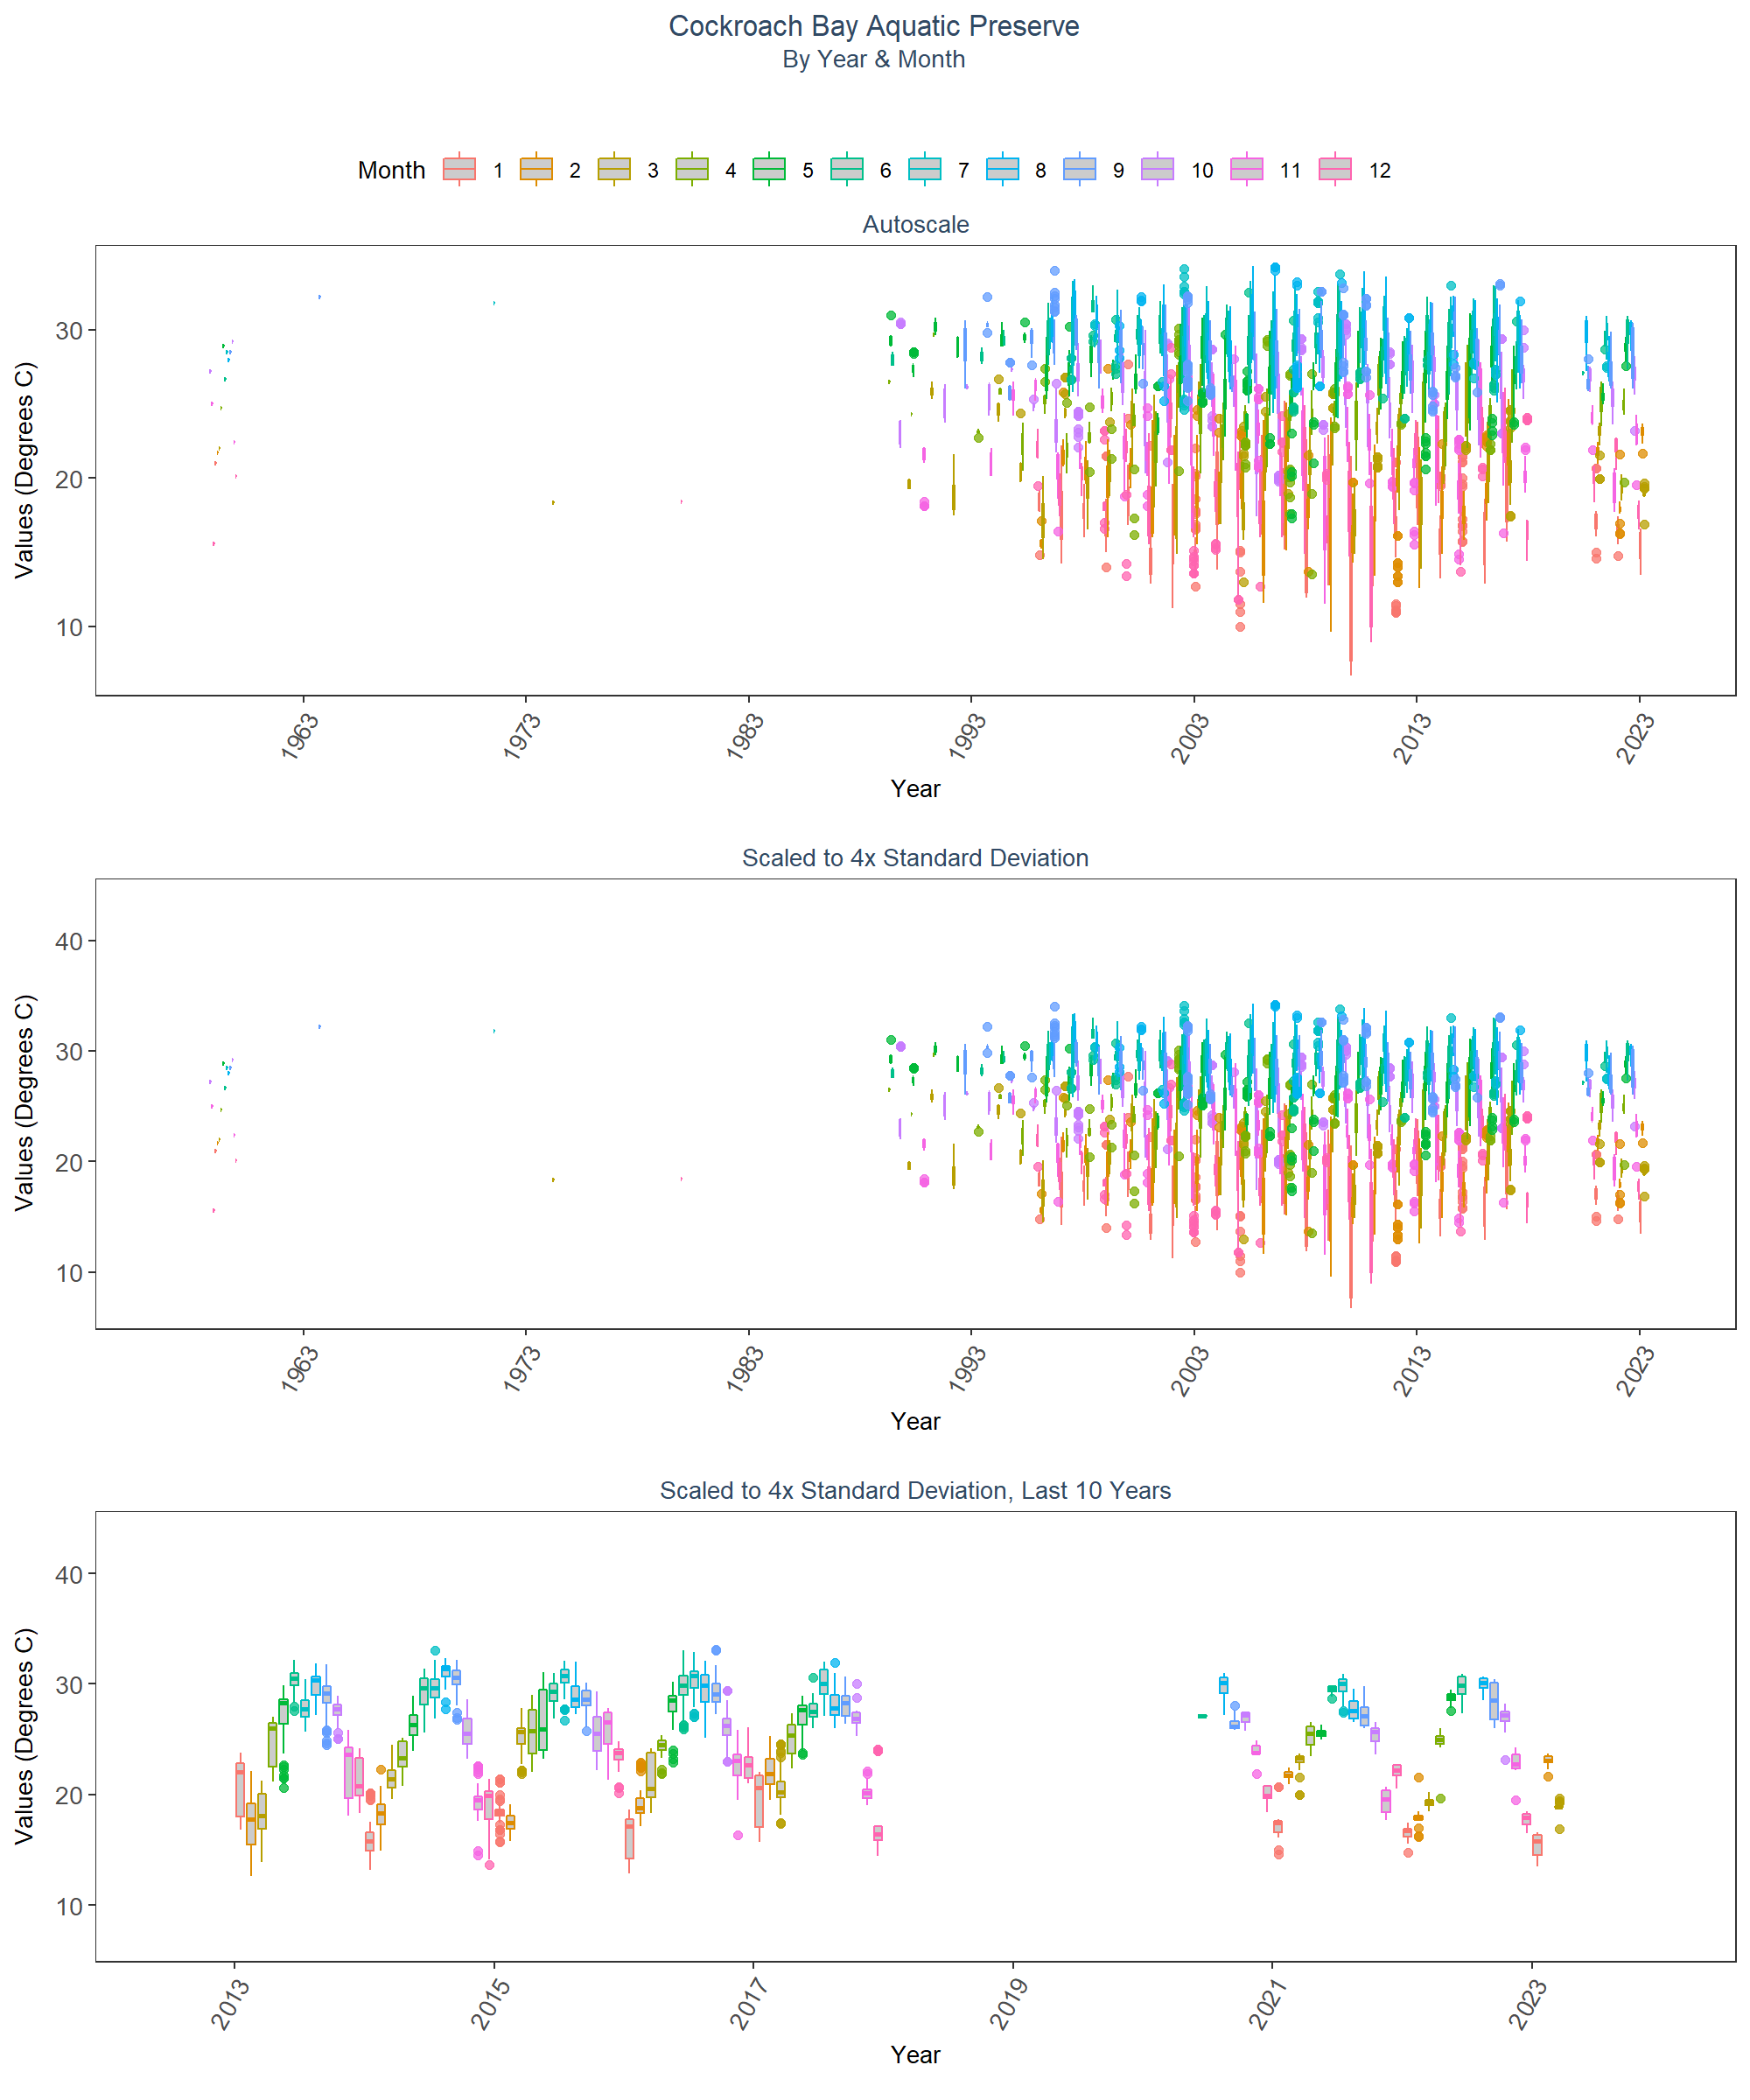 Cockroach Bay Aquatic Preserve
By Year & Month
Month 1 2 3 4 5 6 7 8 9 10 11 12
Autoscale
Values (Degrees C)
30
20
10
1963 1973 1983 1993 2003 2013 2023
Year
Scaled to 4x Standard Deviation
Values (Degrees C)
40
30
20
10
1963 1973 1983 1993 2003 2013 2023
Year
Scaled to 4x Standard Deviation, Last 10 Years
Values (Degrees C)
40
30
20
10
2013 2015 2017 2019 2021 2023
Year